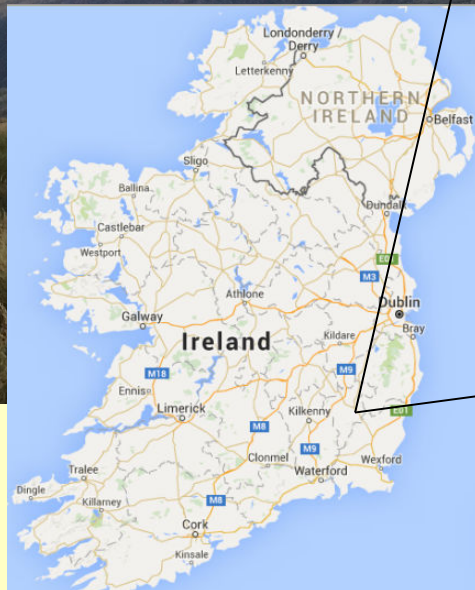 Londonderry /
Derry
Letterkenny
NORTHERN
IRELAND
Belfast
Sligo
Ballina
Dundalk
Castlebar
Westport
E01
M3
Athlone
Dublin
Galway
Bray
Ireland
Kildare
M18
M9
Ennis
Limerick
Kilkenny
E01
M8
M9
Clonmel
Wexford
Tralee
Waterford
Dingle
Killarney
M8
Cork
Kinsale